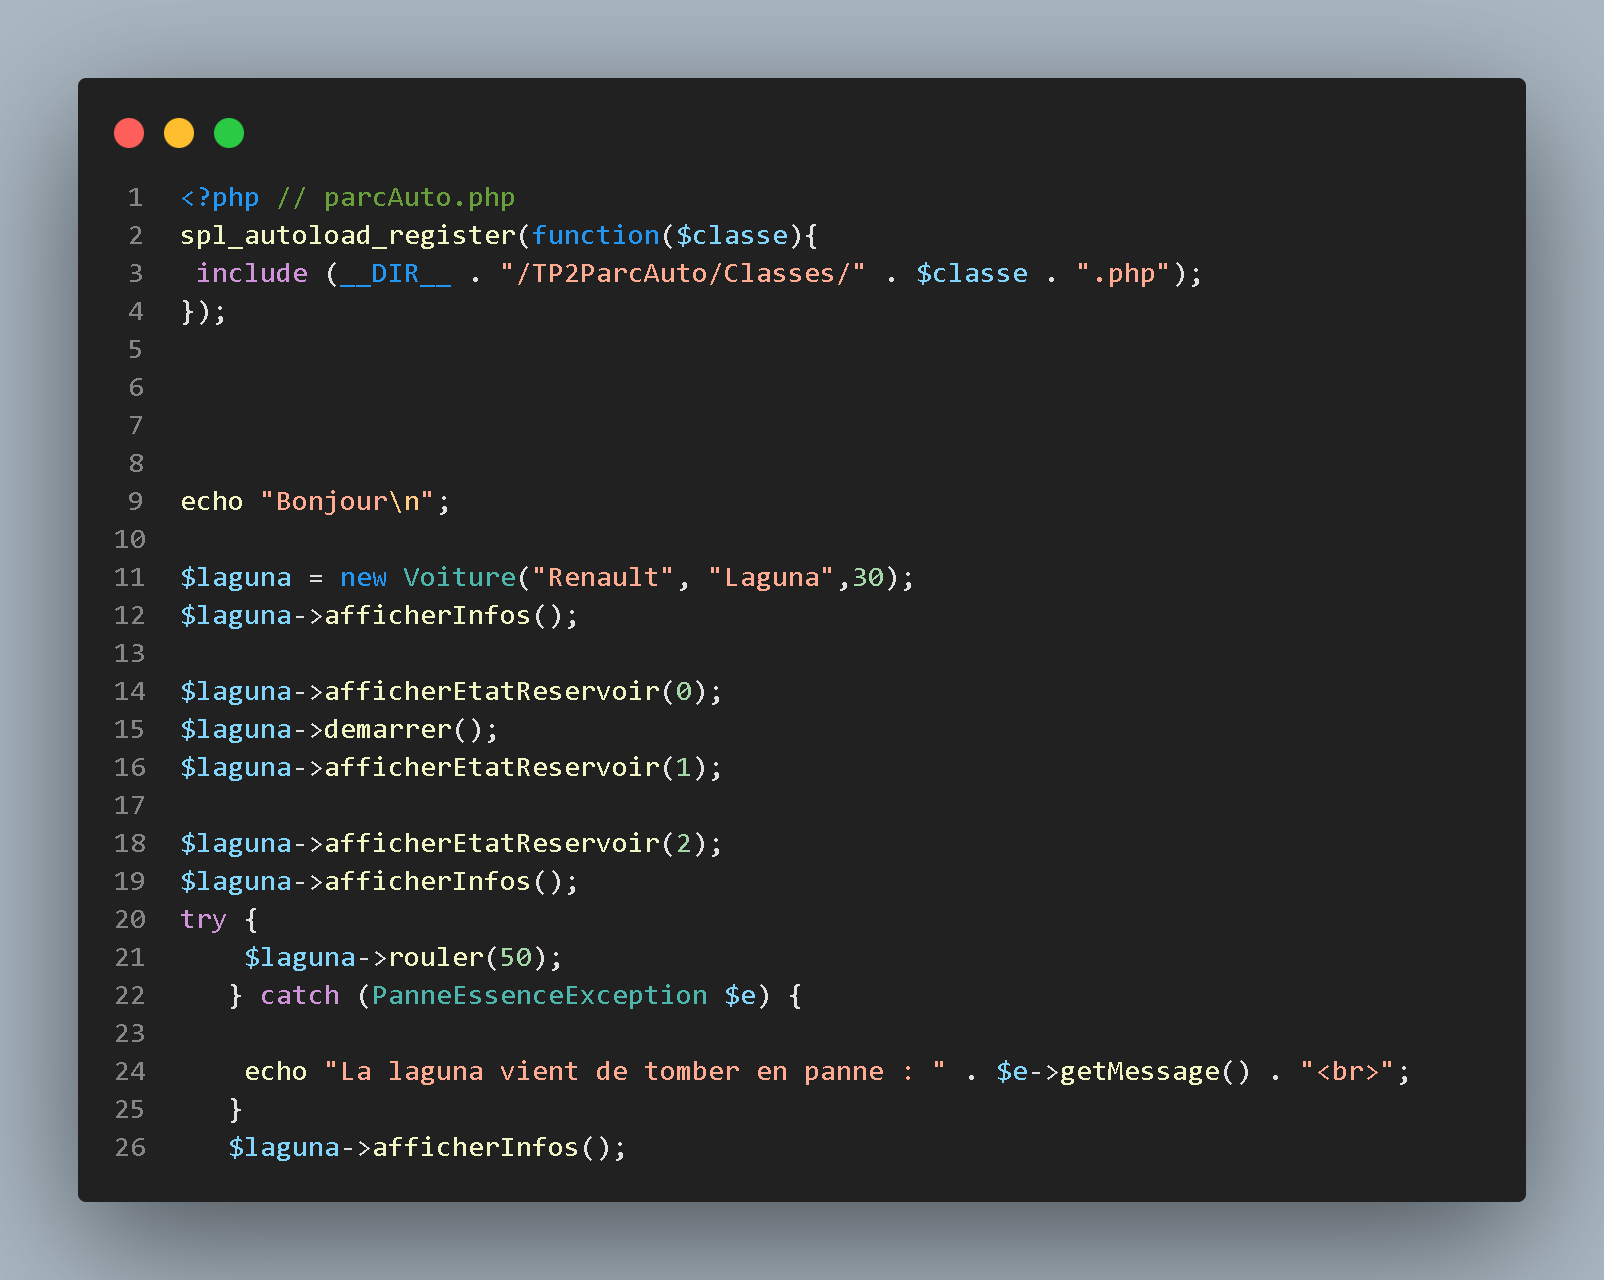 1 <?php // parcAuto.php
2 spl_autoload_register(function($classe){
3  include (__DIR__ . "/TP2ParcAuto/Classes/" . $classe . ".php");
4 });
5
6
7
8
9 echo "Bonjour\n";
10
11 $laguna = new Voiture("Renault", "Laguna",30);
12 $laguna->afficherInfos();
13
14 $laguna->afficherEtatReservoir(0);
15 $laguna->demarrer();
16 $laguna->afficherEtatReservoir(1);
17
18 $laguna->afficherEtatReservoir(2);
19 $laguna->afficherInfos();
20 try {
21     $laguna->rouler(50);
22    } catch (PanneEssenceException $e) {
23
24     echo "La laguna vient de tomber en panne : " . $e->getMessage() . "<br>";
25    }
26    $laguna->afficherInfos();